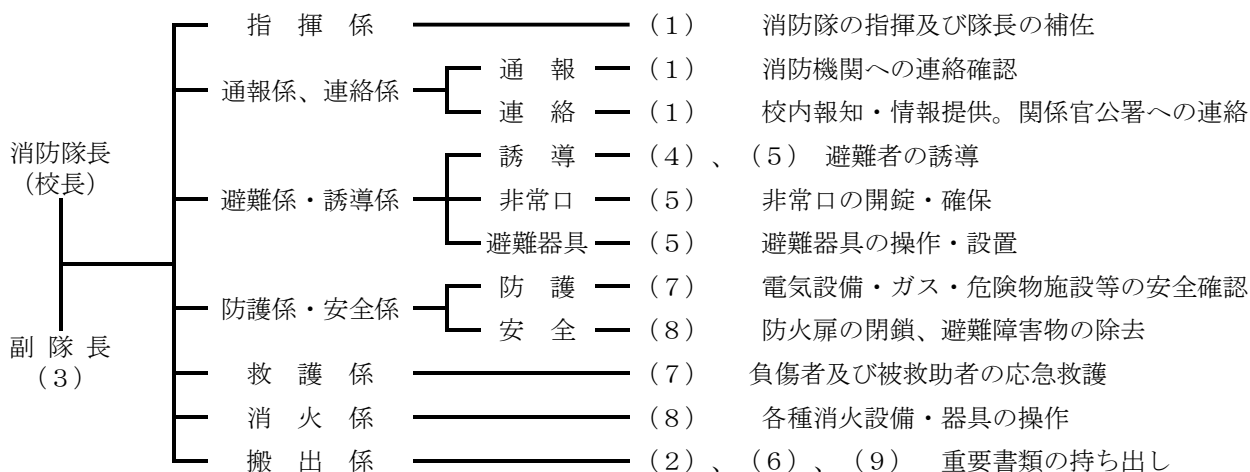 指　揮　係　（１）　消防隊の指揮及び隊長の補佐
通　報　（１）　消防機関への連絡確認
通報係、連絡係
連　絡　（１）　校内報知・情報提供。関係官公署への連絡
消防隊長
（校長）
誘　導　（４）、（５）　避難者の誘導
避難係・誘導係　非常口　（５）　非常口の開錠・確保
避難器具　（５）　避難器具の操作・設置
防　護　（７）　電気設備・ガス・危険物施設等の安全確認
防護係・安全係
安　全　（８）　防火扉の閉鎖、避難障害物の除去
副　隊　長
（３）
救　護　係　（７）　負傷者及び被救助者の応急救護
消　火　係　（８）　各種消火設備・器具の操作
搬　出　係　（２）、（６）、（９）　重要書類の持ち出し